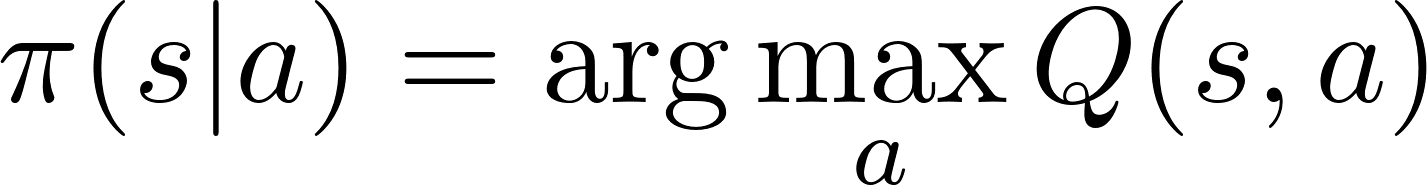 π(s|a) = arg max Q(s, a)
a